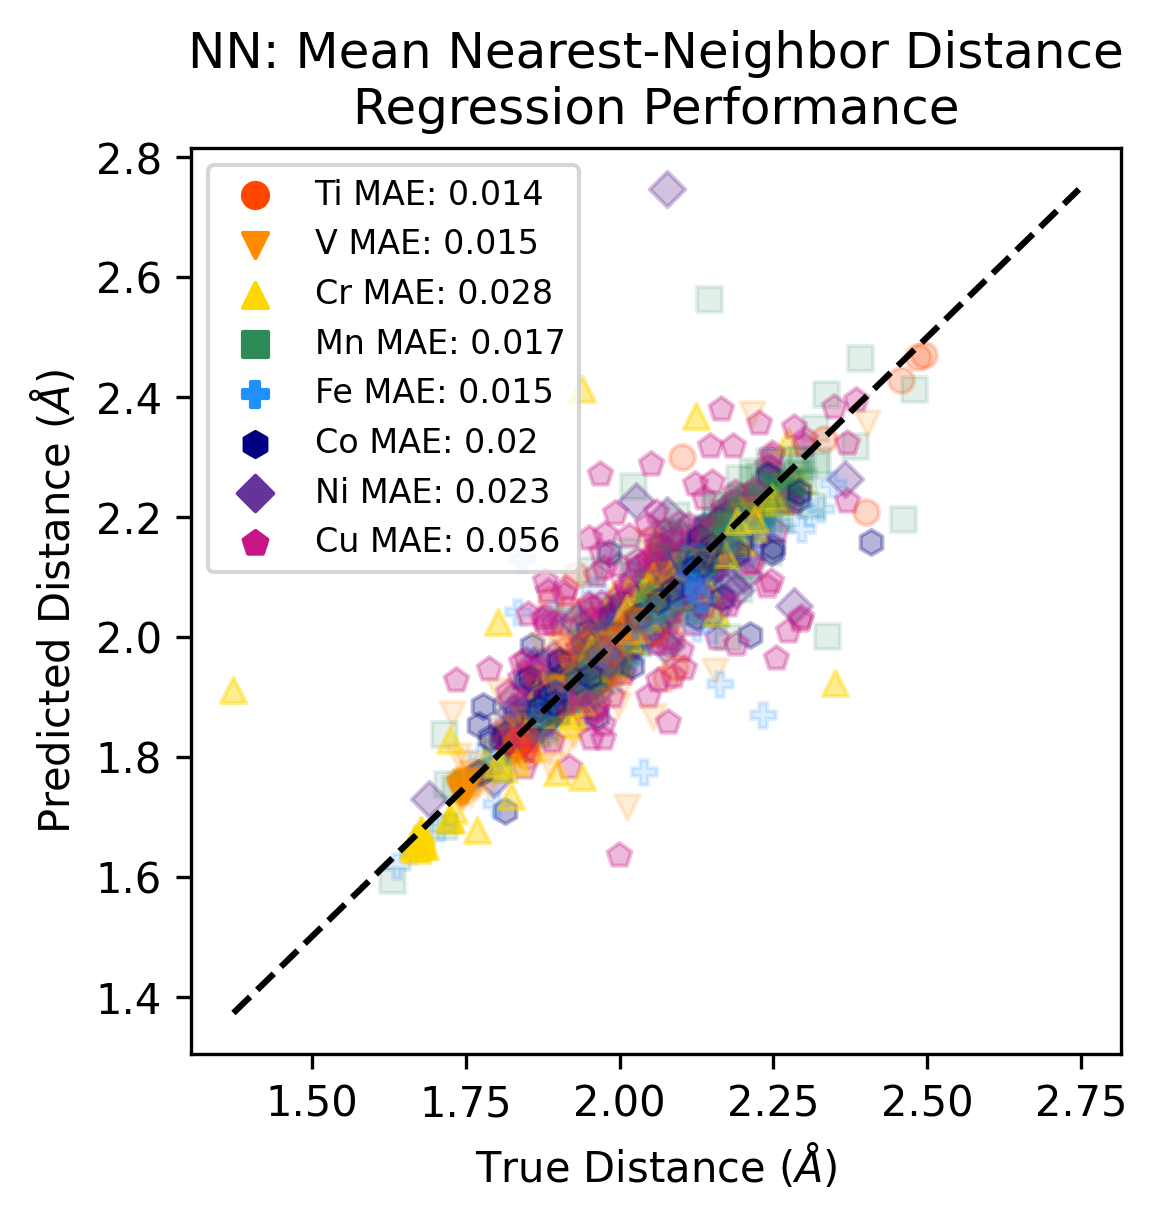 NN: Mean Nearest-Neighbor Distance
Regression Performance
2.8
2.6
2.4
2.2
2.0
1.8
1.6
1.4
Predicted Distance (Å)
Ti MAE: 0.014
V MAE: 0.015
Cr MAE: 0.028
Mn MAE: 0.017
Fe MAE: 0.015
Co MAE: 0.02
Ni MAE: 0.023
Cu MAE: 0.056
1.50 1.75 2.00 2.25 2.50 2.75
True Distance (Å)